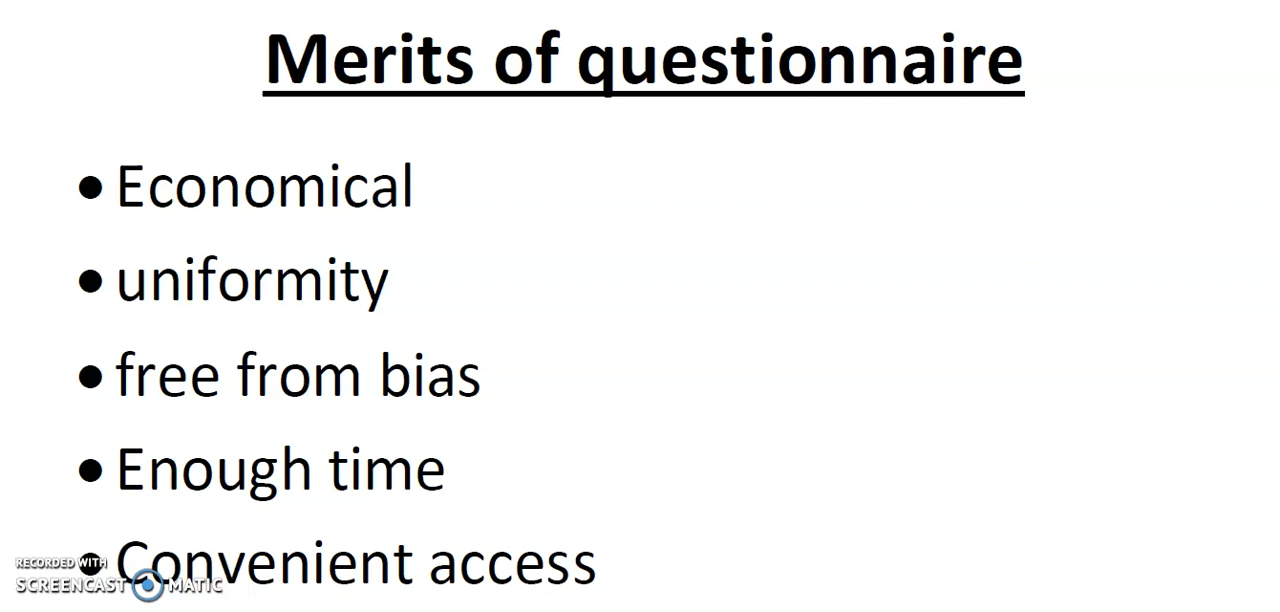 Merits of questionnaire
• Economical
• uniformity
• free from bias
• Enough time
• Convenient access
RECORDED WITH
SCREENCAST MATIC